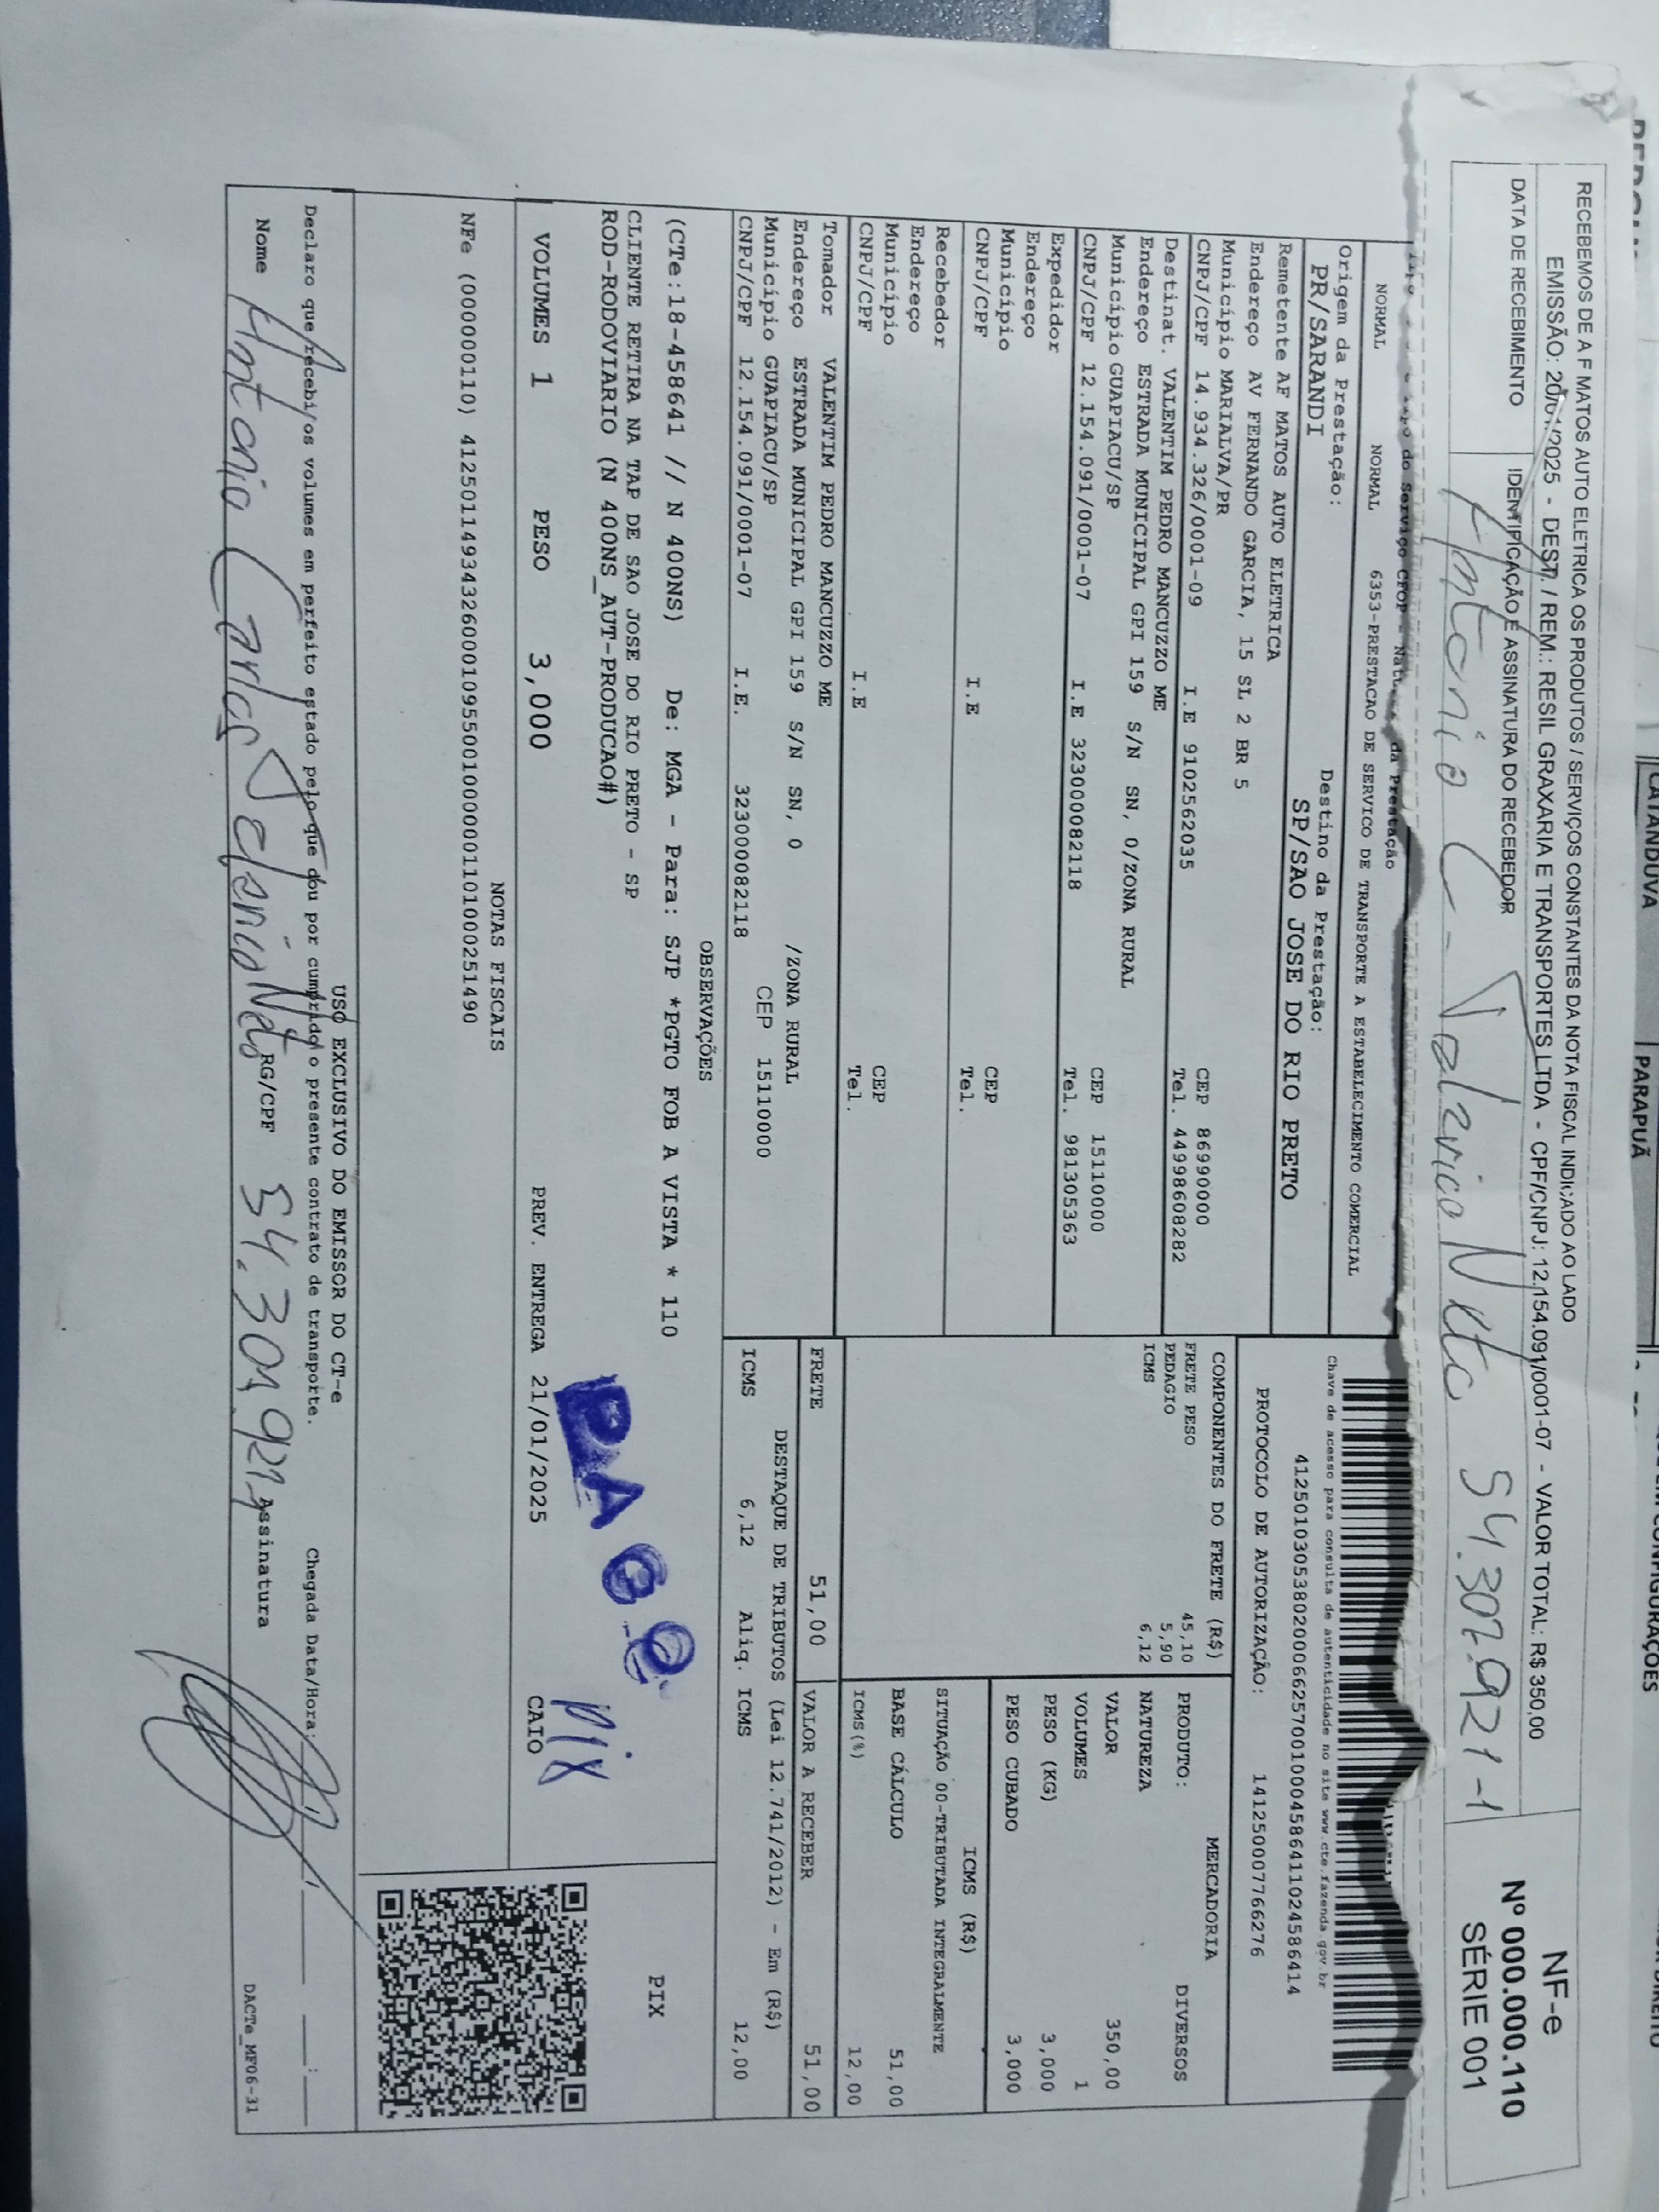 CATANDUVA
PARAPUÃ
RECEBEMOS DE A F MATOS AUTO ELETRICA OS PRODUTOS / SERVIÇOS CONSTANTES DA NOTA FISCAL INDICADO AO LADO
EMISSÃO: 20/01/2025 - DEST. / REM.: RESIL GRAXARIA E TRANSPORTES LTDA - CPF/CNPJ: 12.154.091/0001-07 - VALOR TOTAL: R$ 350,00
DATA DE RECEBIMENTO
IDENTIFICAÇÃO E ASSINATURA DO RECEBEDOR
Antonio C. Valerico Neto 54.307.921-1
NF-e
Nº 000.000.110
SÉRIE 001
do Serviço CFOP - da Prestação
NORMAL NORMAL 6353-PRESTACAO DE SERVICO DE TRANSPORTE A ESTABELECIMENTO COMERCIAL
Origem da Prestação: Destino da Prestação:
PR/SARANDI SP/SAO JOSE DO RIO PRETO
Remetente AF MATOS AUTO ELETRICA
Endereço AV FERNANDO GARCIA, 15 SL 2 BR 5
Município MARIALVA/PR CEP 86990000
CNPJ/CPF 14.934.326/0001-09 I.E 9102562035 Tel. 44998608282
Destinat. VALENTIM PEDRO MANCUZZO ME
Endereço ESTRADA MUNICIPAL GPI 159 S/N SN, 0/ZONA RURAL
Município GUAPIACU/SP CEP 15110000
CNPJ/CPF 12.154.091/0001-07 I.E 323000082118 Tel. 981305363
Expedidor
Endereço
Município CEP
CNPJ/CPF I.E Tel.
Recebedor
Endereço
Município CEP
CNPJ/CPF I.E Tel.
Tomador VALENTIM PEDRO MANCUZZO ME
Endereço ESTRADA MUNICIPAL GPI 159 S/N SN, 0 /ZONA RURAL
Município GUAPIACU/SP CEP 15110000
CNPJ/CPF 12.154.091/0001-07 I.E. 323000082118
Chave de acesso para consulta de autenticidade no site www.cte.fazenda.gov.br
41250103053802000662570010004586411024586414
PROTOCOLO DE AUTORIZAÇÃO: 141250007766276
COMPONENTES DO FRETE (R$)
FRETE PESO 45,10
PEDAGIO 5,90
ICMS 6,12
MERCADORIA
PRODUTO: DIVERSOS
NATUREZA
VALOR 350,00
VOLUMES 1
PESO (KG) 3,000
PESO CUBADO 3,000
ICMS (R$)
SITUAÇÃO 00-TRIBUTADA INTEGRALMENTE
BASE CÁLCULO 51,00
ICMS(%) 12,00
FRETE 51,00
VALOR A RECEBER 51,00
DESTAQUE DE TRIBUTOS (Lei 12.741/2012) - Em (R$)
ICMS 6,12 Aliq. ICMS 12,00
OBSERVAÇÕES
(CTe:18-458641 // N 400NS) De: MGA - Para: SJP *PGTO FOB A VISTA * 110
CLIENTE RETIRA NA TAP DE SAO JOSE DO RIO PRETO - SP
ROD-RODOVIARIO (N 400NS_AUT-PRODUCAO#)
PAGO
PIX
PIX
VOLUMES 1 PESO 3,000 PREV. ENTREGA 21/01/2025 CAIO
NOTAS FISCAIS
NFe (000000110) 41250114934326000109550010000001101000251490
USO EXCLUSIVO DO EMISSOR DO CT-e
Declaro que recebi/os volumes em perfeito estado pelo que dou por cumprido o presente contrato de transporte. Chegada Data/Hora:
Nome Antonio Carlos Valerico Neto RG/CPF 54.307.921-1 Assinatura
DACTe_MF06-31